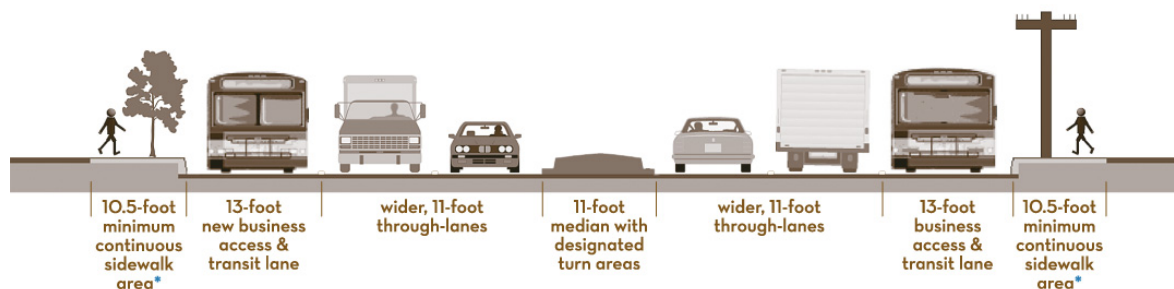 10.5-foot
minimum
continuous
sidewalk
area*
13-foot
new business
access &
transit lane
wider, 11-foot
through-lanes
11-foot
median with
designated
turn areas
wider, 11-foot
through-lanes
13-foot
business
access &
transit lane
10.5-foot
minimum
continuous
sidewalk
area*